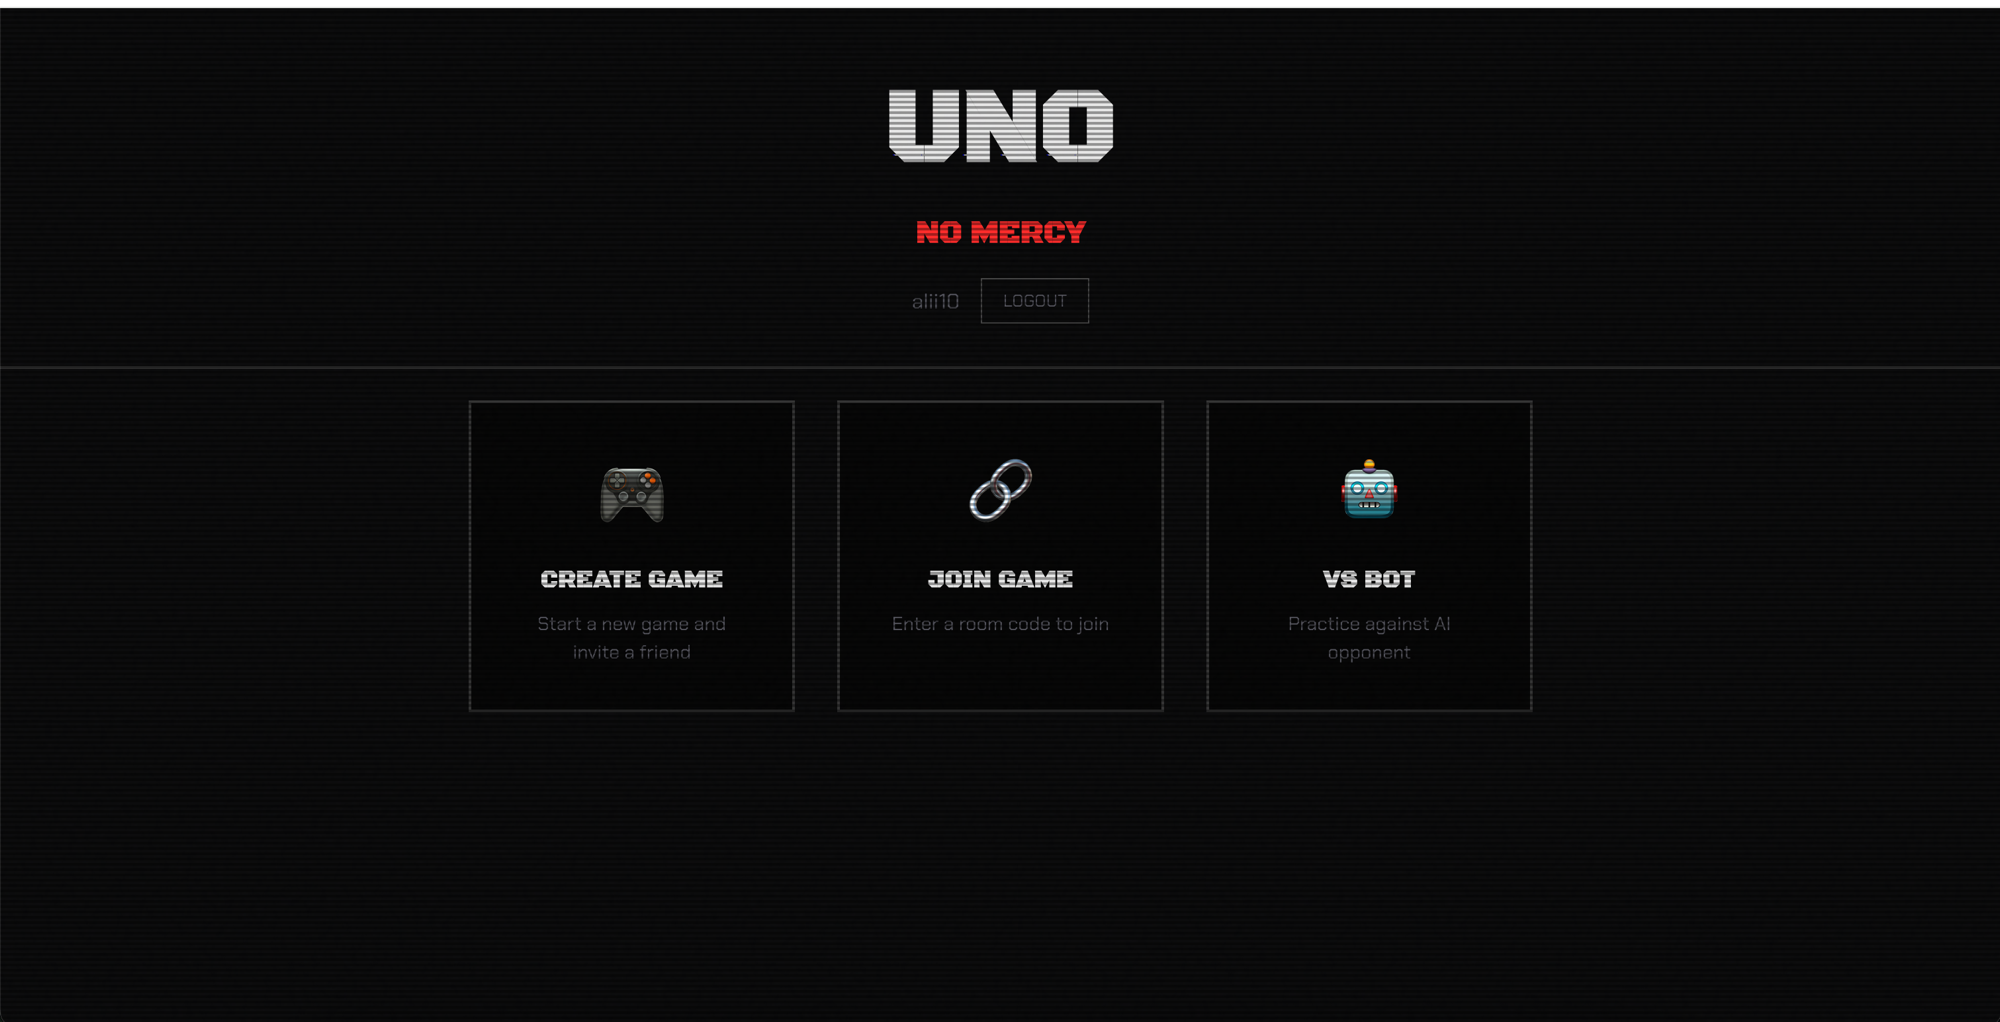 UNO
NO MERCY
alii10 LOGOUT
CREATE GAME
Start a new game and
invite a friend
JOIN GAME
Enter a room code to join
VS BOT
Practice against AI
opponent